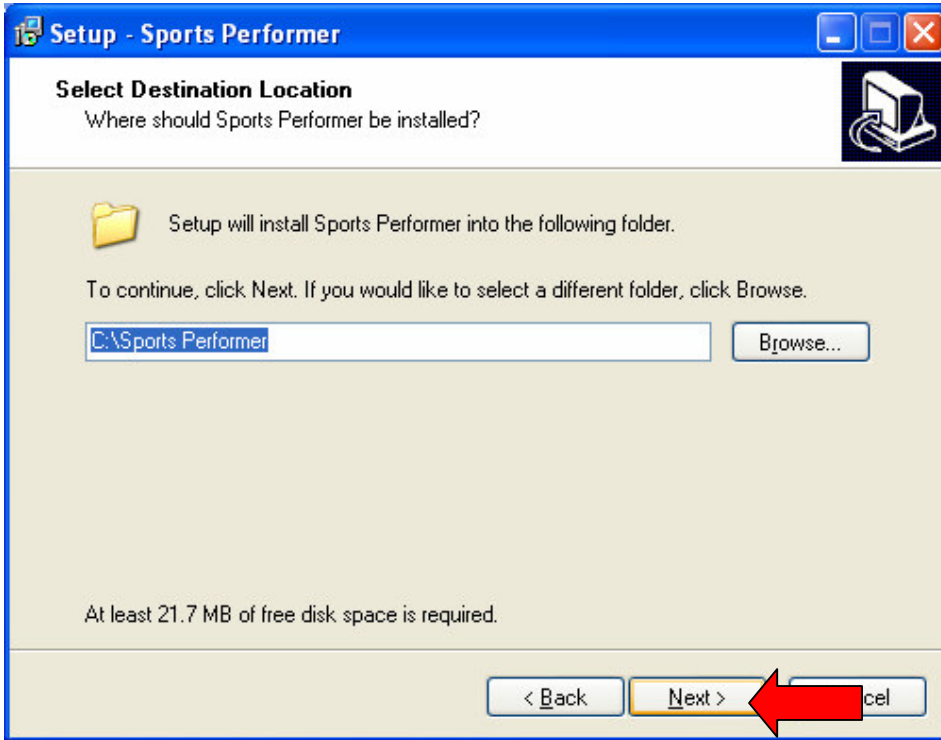 Setup - Sports Performer
Select Destination Location
Where should Sports Performer be installed?
Setup will install Sports Performer into the following folder.
To continue, click Next. If you would like to select a different folder, click Browse.
C:\Sports Performer Browse...
At least 21.7 MB of free disk space is required.
< Back Next > cel